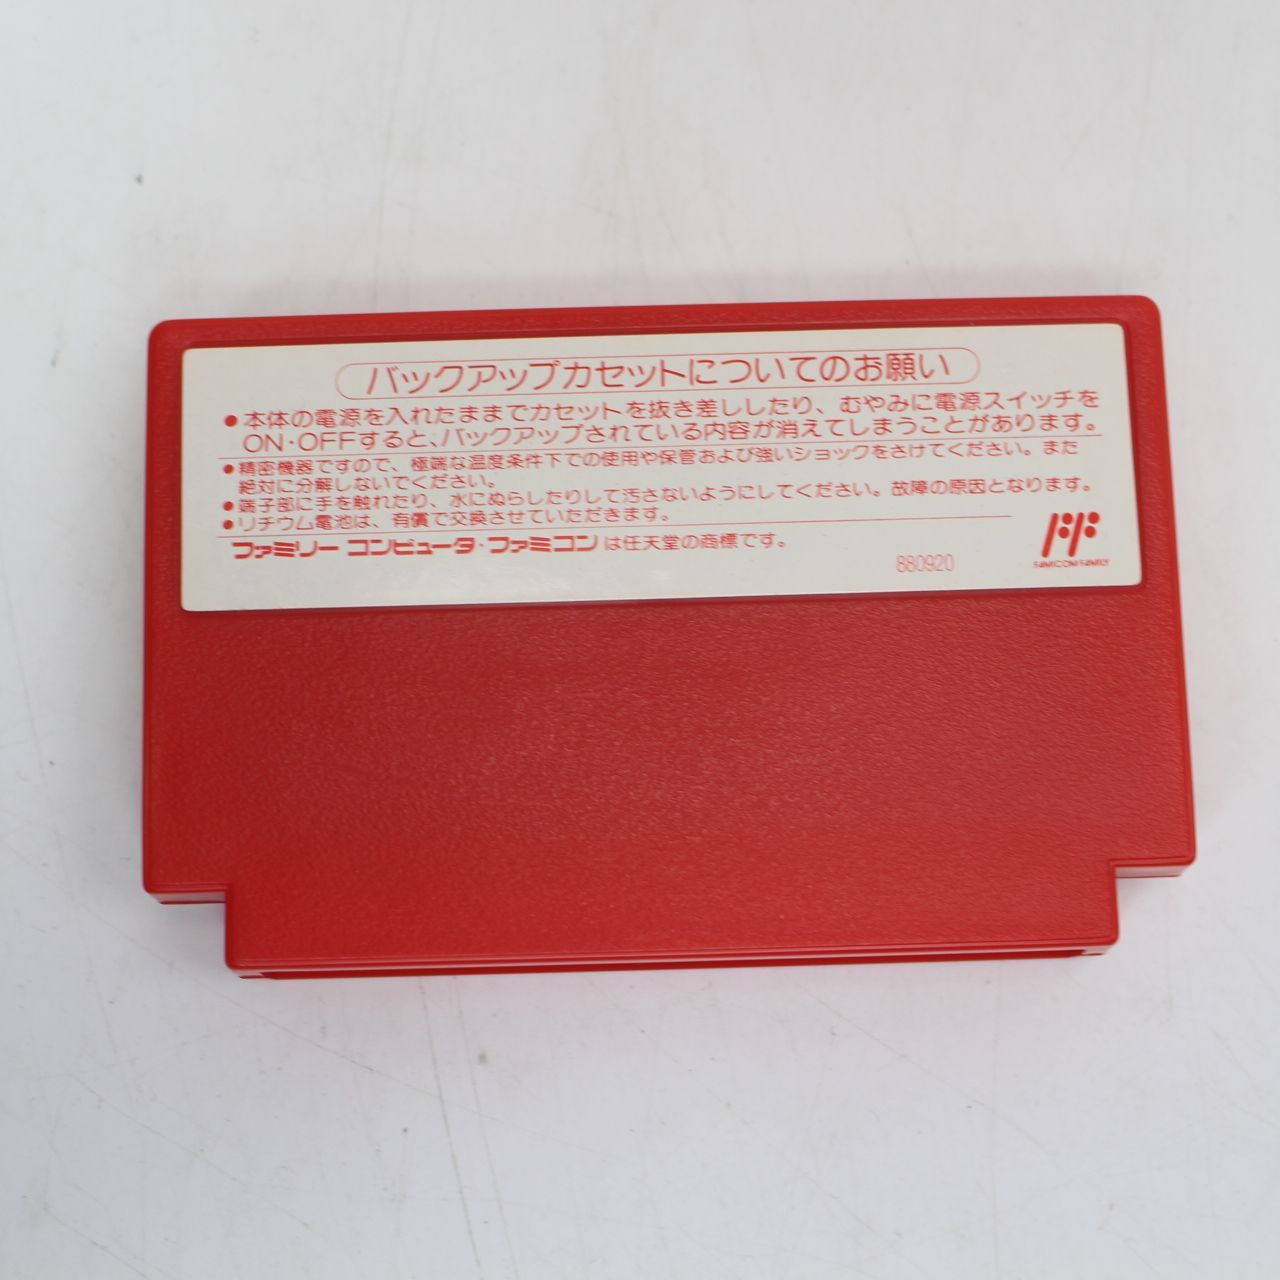 バックアップカセットについてのお願い
●本体の電源を入れたままでカセットを抜き差ししたり、むやみに電源スイッチを
ON・OFFすると、バックアップされている内容が消えてしまうことがあります。
●精密機器ですので、極端な温度条件下での使用や保管および強いショックをさけてください。また
絶対に分解しないでください。
●端子部に手を触れたり、水にぬらしたりして汚さないようにしてください。故障の原因となります。
●リチウム電池は、有償で交換させていただきます。
ファミリーコンピュータ・ファミコンは任天堂の商標です。
880920
FAMICOM FAMILY